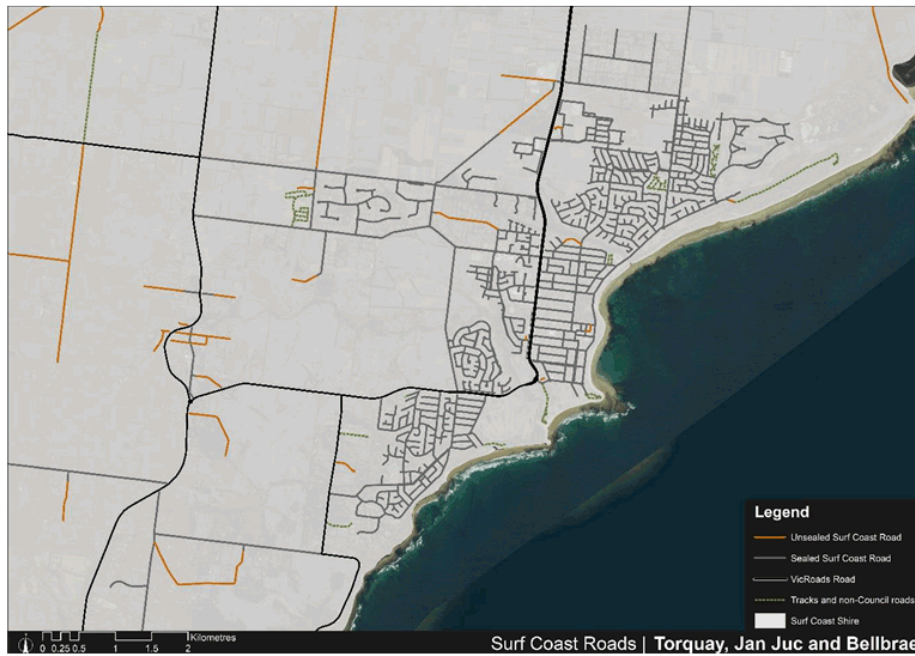 Legend
Unsealed Surf Coast Road
Sealed Surf Coast Road
VicRoads Road
Tracks and non-Council roads
Surf Coast Shire
Kilometres
0 0.25 0.5 1 1.5 2
Surf Coast Roads | Torquay, Jan Juc and Bellbrae